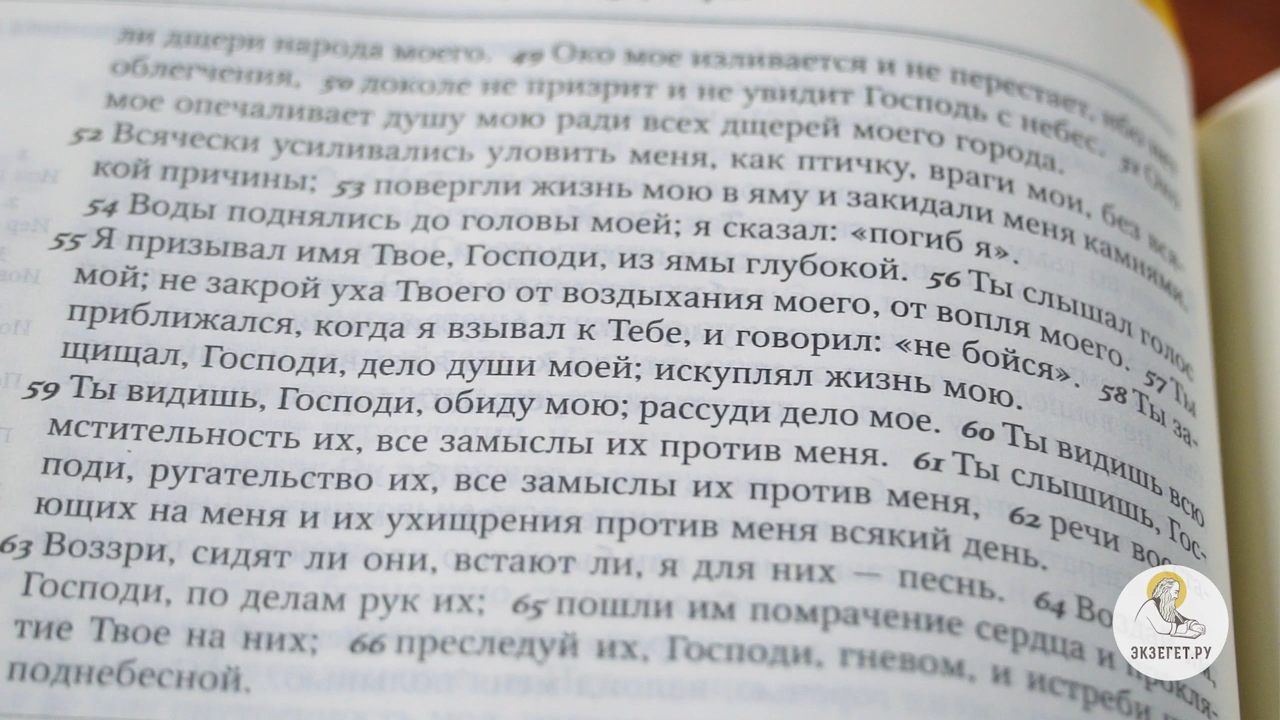 ли дщери народа моего. 49 Око мое изливается и не перестает, ибо нет
облегчения, 50 доколе не призрит и не увидит Господь с небес. 51 Око
мое опечаливает душу мою ради всех дщерей моего города.
52 Всячески усиливались уловить меня, как птичку, враги мои, без вся-
кой причины; 53 повергли жизнь мою в яму и закидали меня камнями.
54 Воды поднялись до головы моей; я сказал: «погиб я».
55 Я призывал имя Твое, Господи, из ямы глубокой. 56 Ты слышал голос
мой; не закрой уха Твоего от воздыхания моего, от вопля моего. 57 Ты
приближался, когда я взывал к Тебе, и говорил: «не бойся». 58 Ты за-
щищал, Господи, дело души моей; искуплял жизнь мою.
59 Ты видишь, Господи, обиду мою; рассуди дело мое. 60 Ты видишь всю
мстительность их, все замыслы их против меня. 61 Ты слышишь, Гос-
поди, ругательство их, все замыслы их против меня, 62 речи вос
ющих на меня и их ухищрения против меня всякий день.
63 Воззри, сидят ли они, встают ли, я для них — песнь. 64 Воз
Господи, по делам рук их; 65 пошли им помрачение сердца и прокля-
тие Твое на них; 66 преследуй их, Господи, гневом, и истреби
поднебесной.
ЭКЗЕГЕТ.РУ